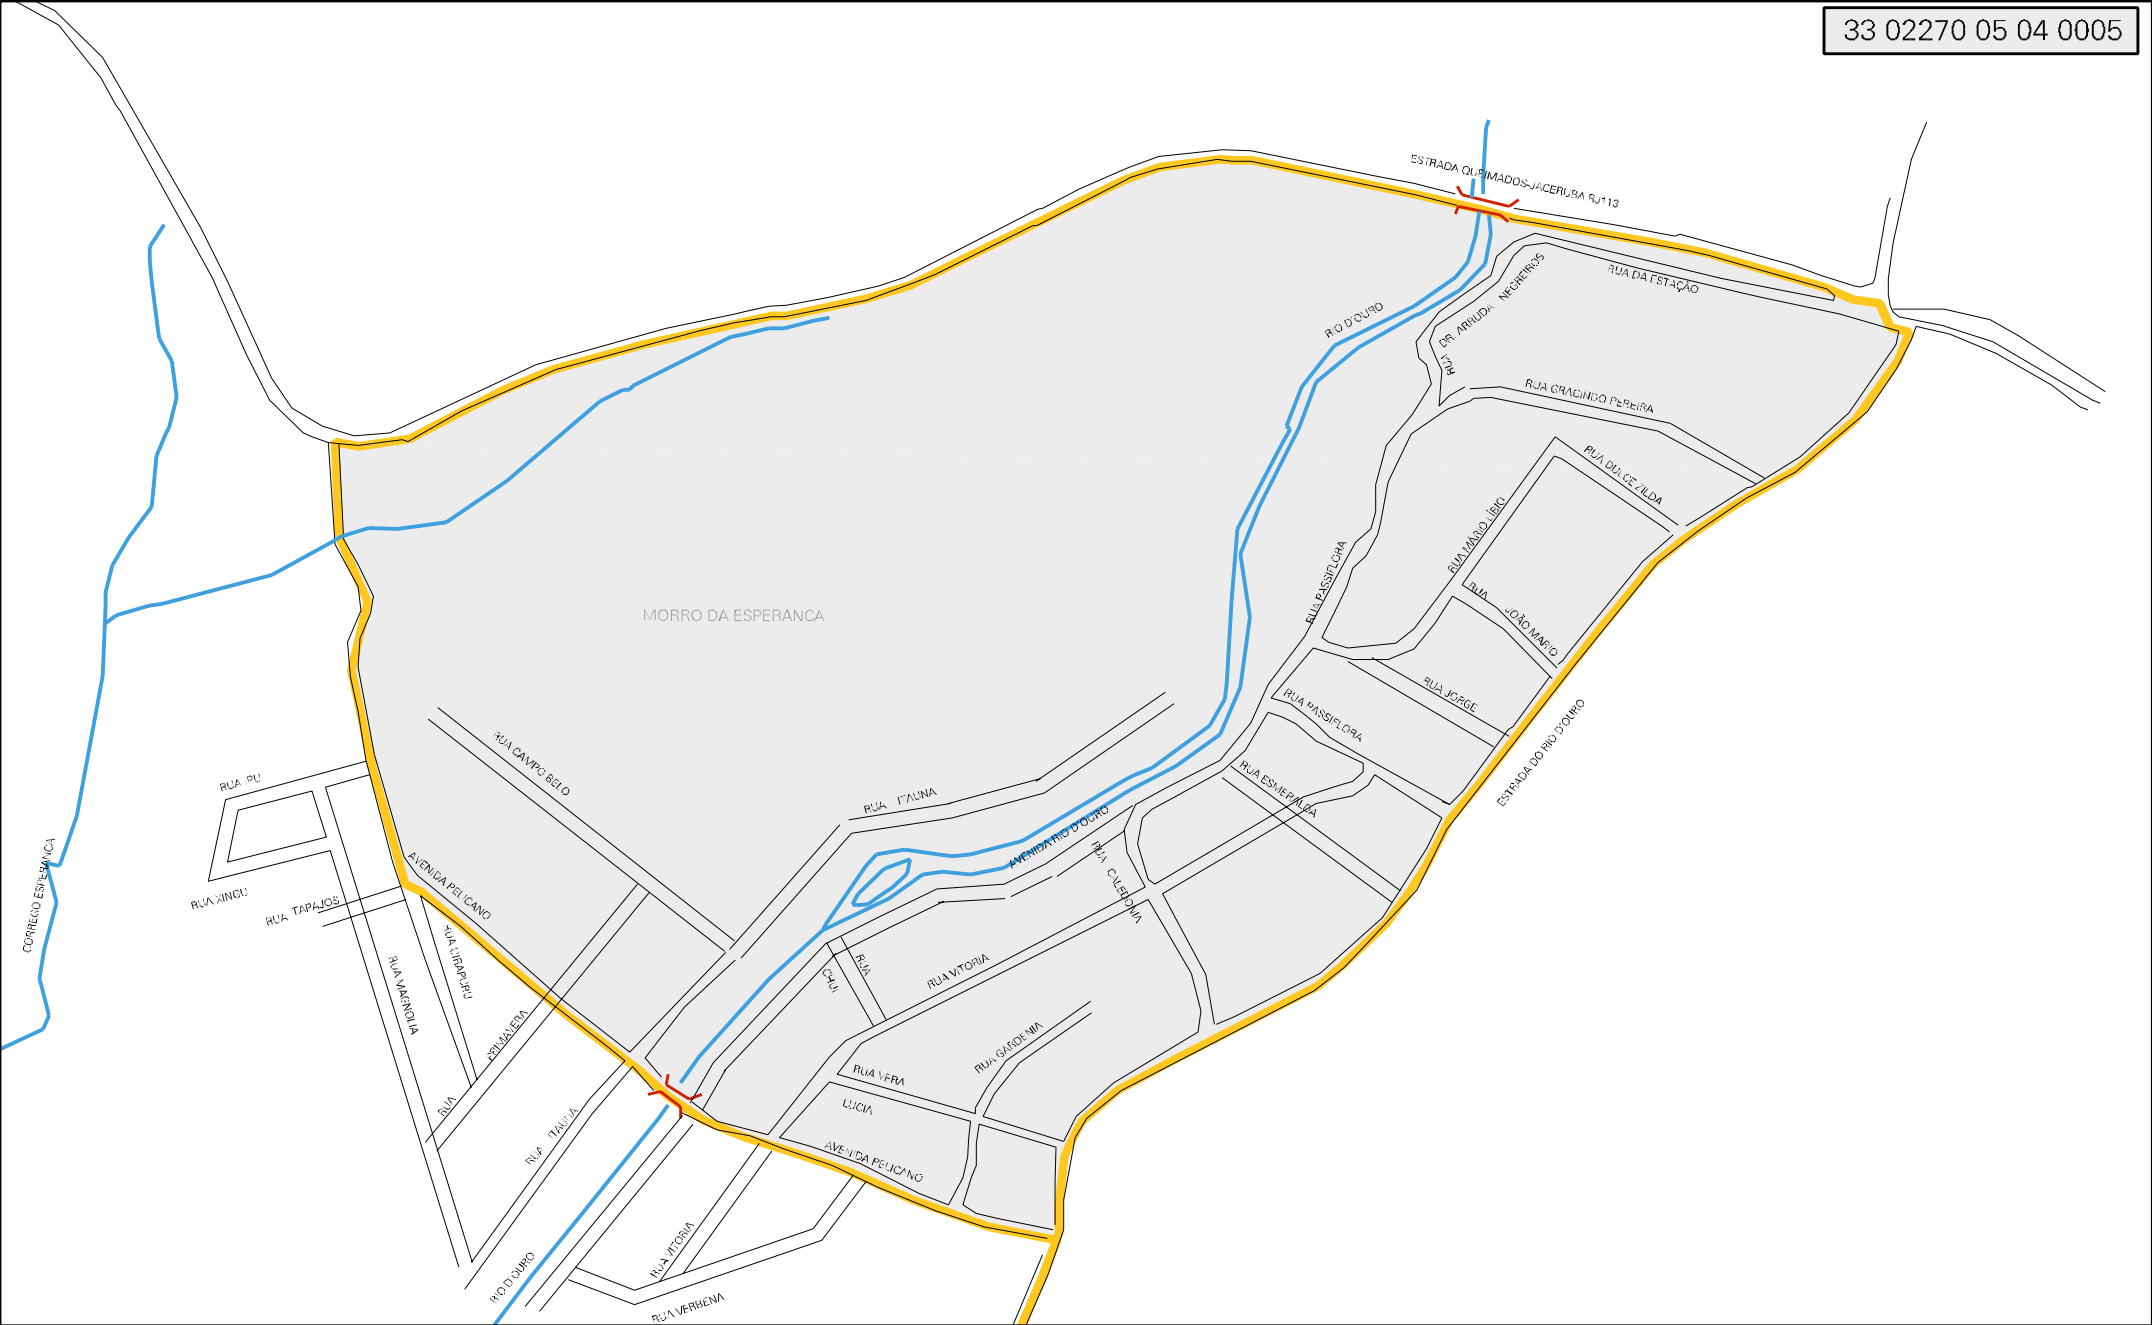 33 02270 05 04 0005
ESTRADA QUEIMADOS-JACERUBA RJ113
RUA DA ESTAÇÃO
RIO D'OURO
RUA DR. ARRUDA NEGREIROS
RUA GRACINDO PEREIRA
RUA DULCE ZILDA
RUA MÁRIO LÍBIO
RUA PASSIFLORA
RUA JOÃO MARIO
MORRO DA ESPERANCA
RUA JORGE
RUA PASSIFLORA
ESTRADA DO RIO D'OURO
RUA CAMPO BELO
RUA ESMERALDA
RUA IPU
RUA ITAUNA
AVENIDA RIO D'OURO
RUA CALEDONIA
CORREGO ESPERANCA
AVENIDA PELICANO
RUA XINGU
RUA TAPAJOS
RUA UIRAPURU
RUA MAGNOLIA
RUA CHUI
RUA VITORIA
RUA PRIMAVERA
RUA GARDENIA
RUA VERA
LUCIA
RUA ITAUNA
AVENIDA PELICANO
RUA VITORIA
RIO D'OURO
RUA VERBENA